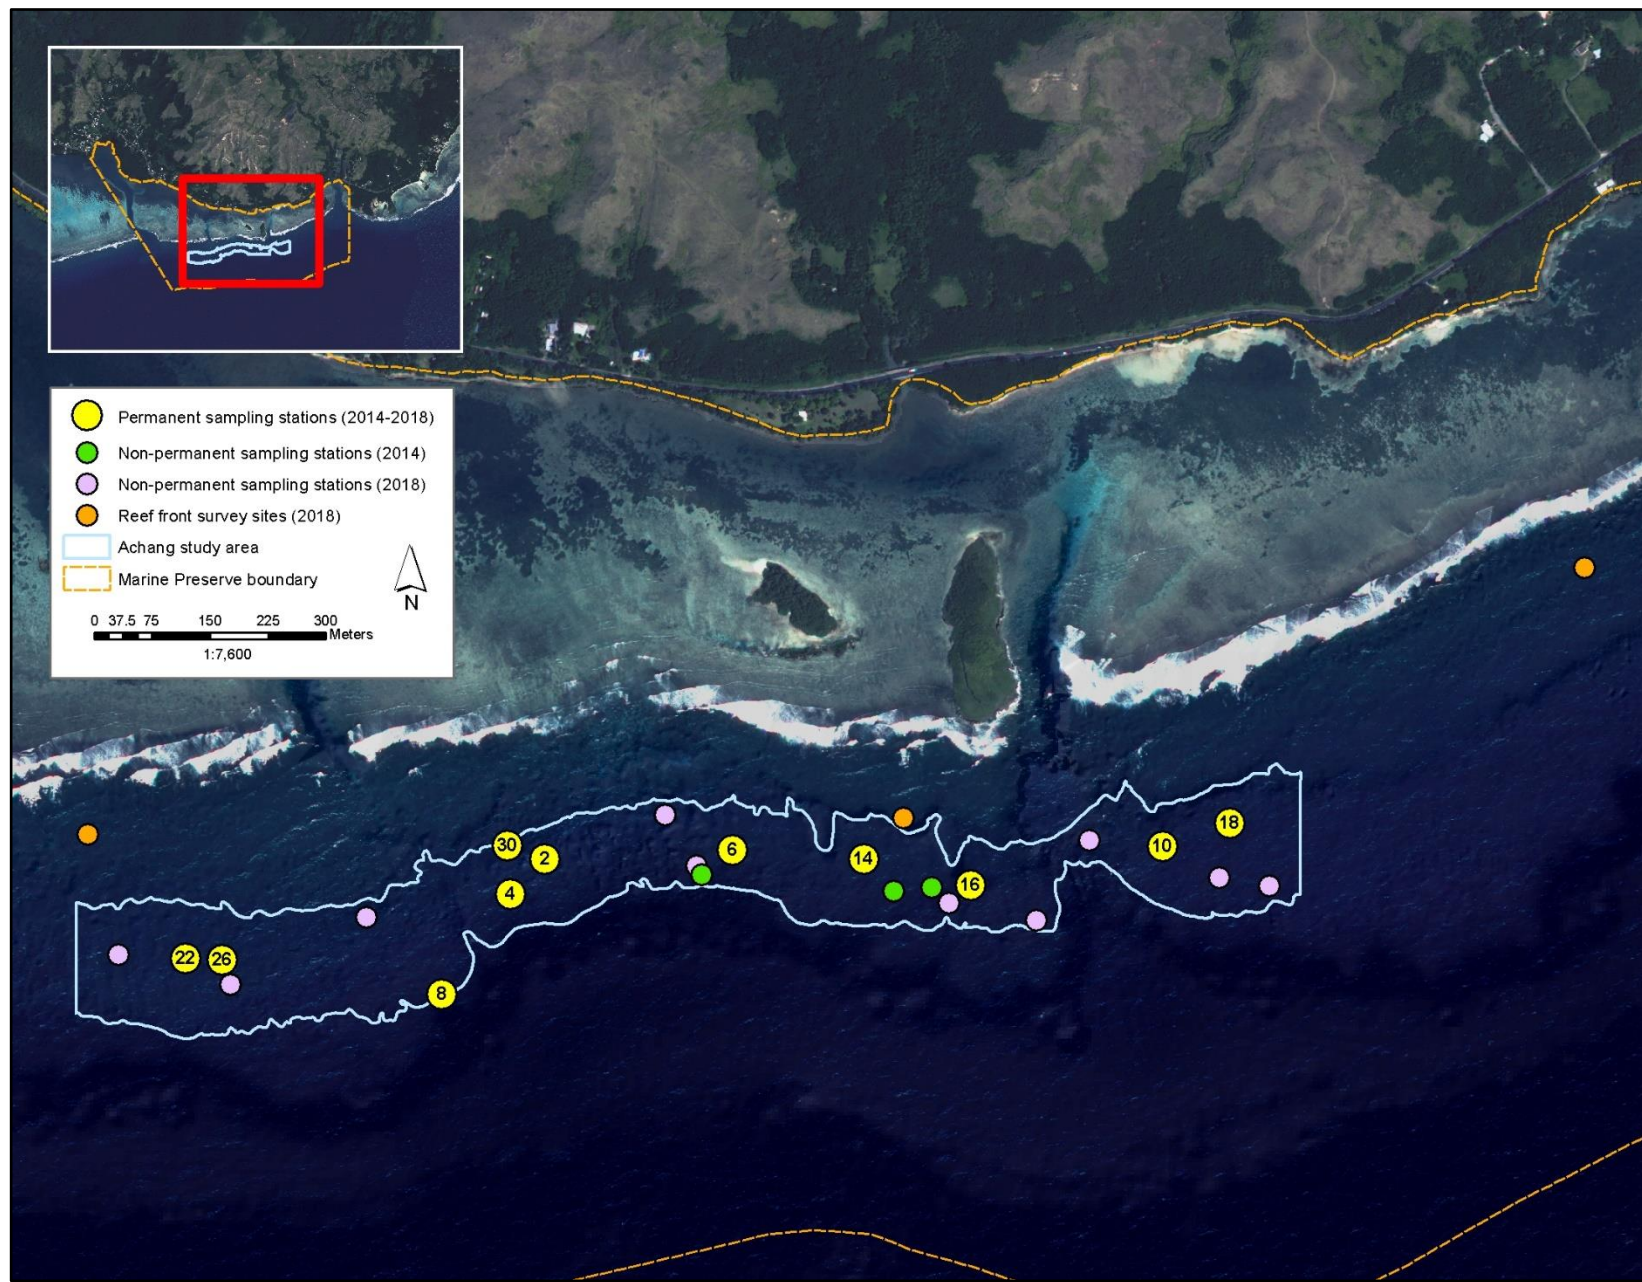 Permanent sampling stations (2014-2018)
Non-permanent sampling stations (2014)
Non-permanent sampling stations (2018)
Reef front survey sites (2018)
Achang study area
Marine Preserve boundary
N
0 37.5 75 150 225 300
Meters
1:7,600
30
2
6
14
10
18
4
16
22
26
8